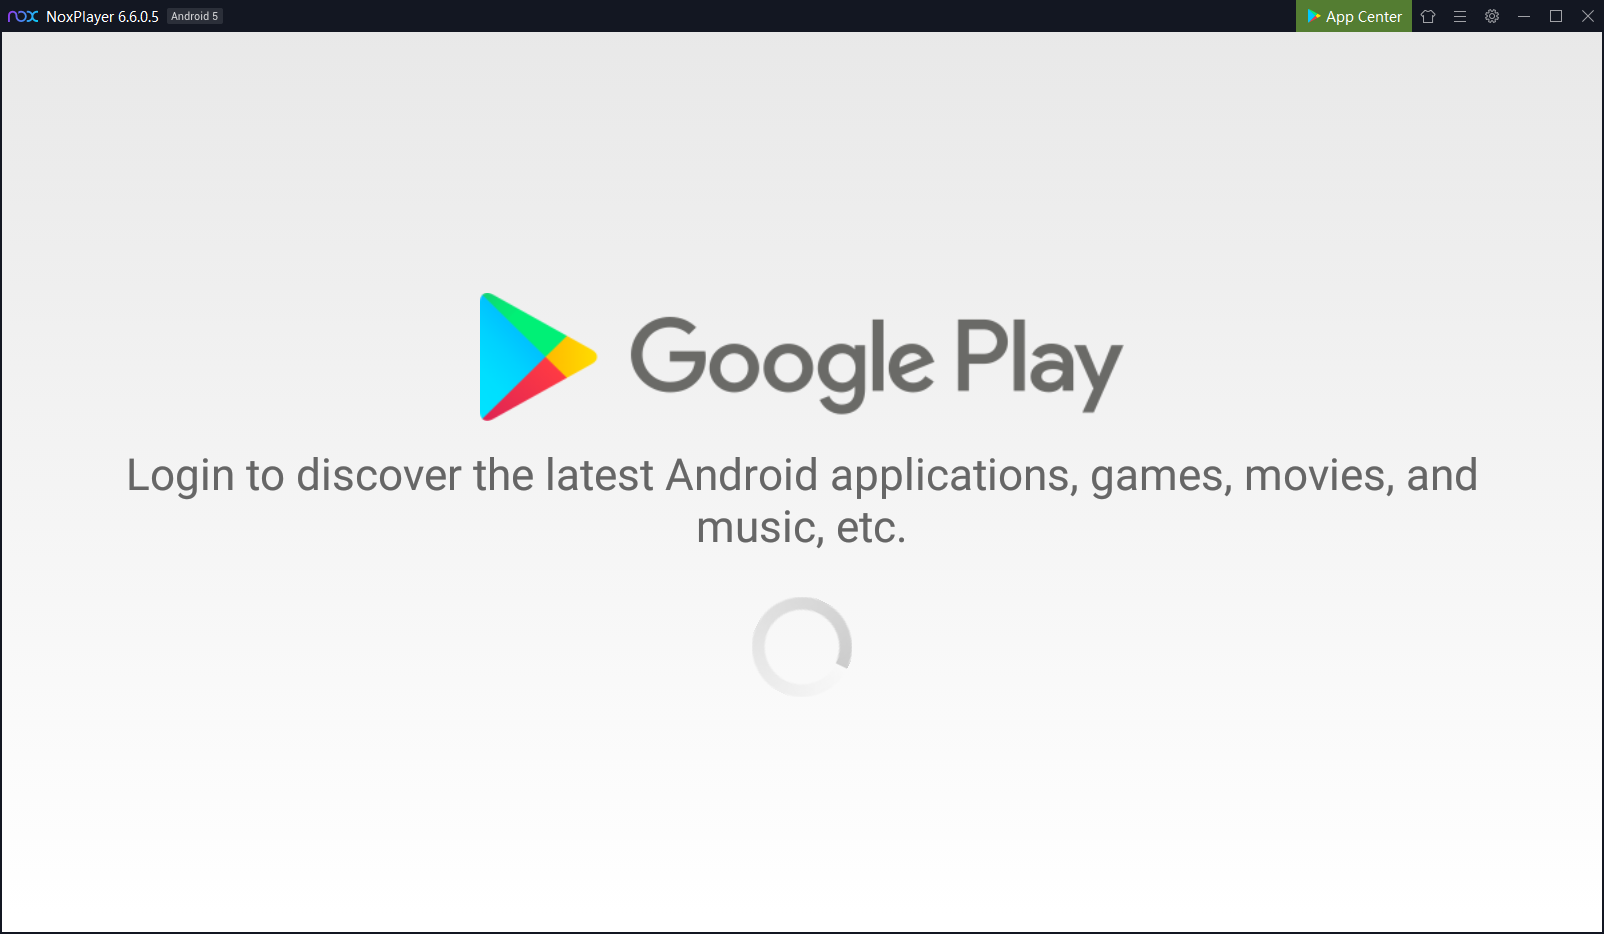 nox NoxPlayer 6.6.0.5 Android 5 App Center
Google Play
Login to discover the latest Android applications, games, movies, and
music, etc.